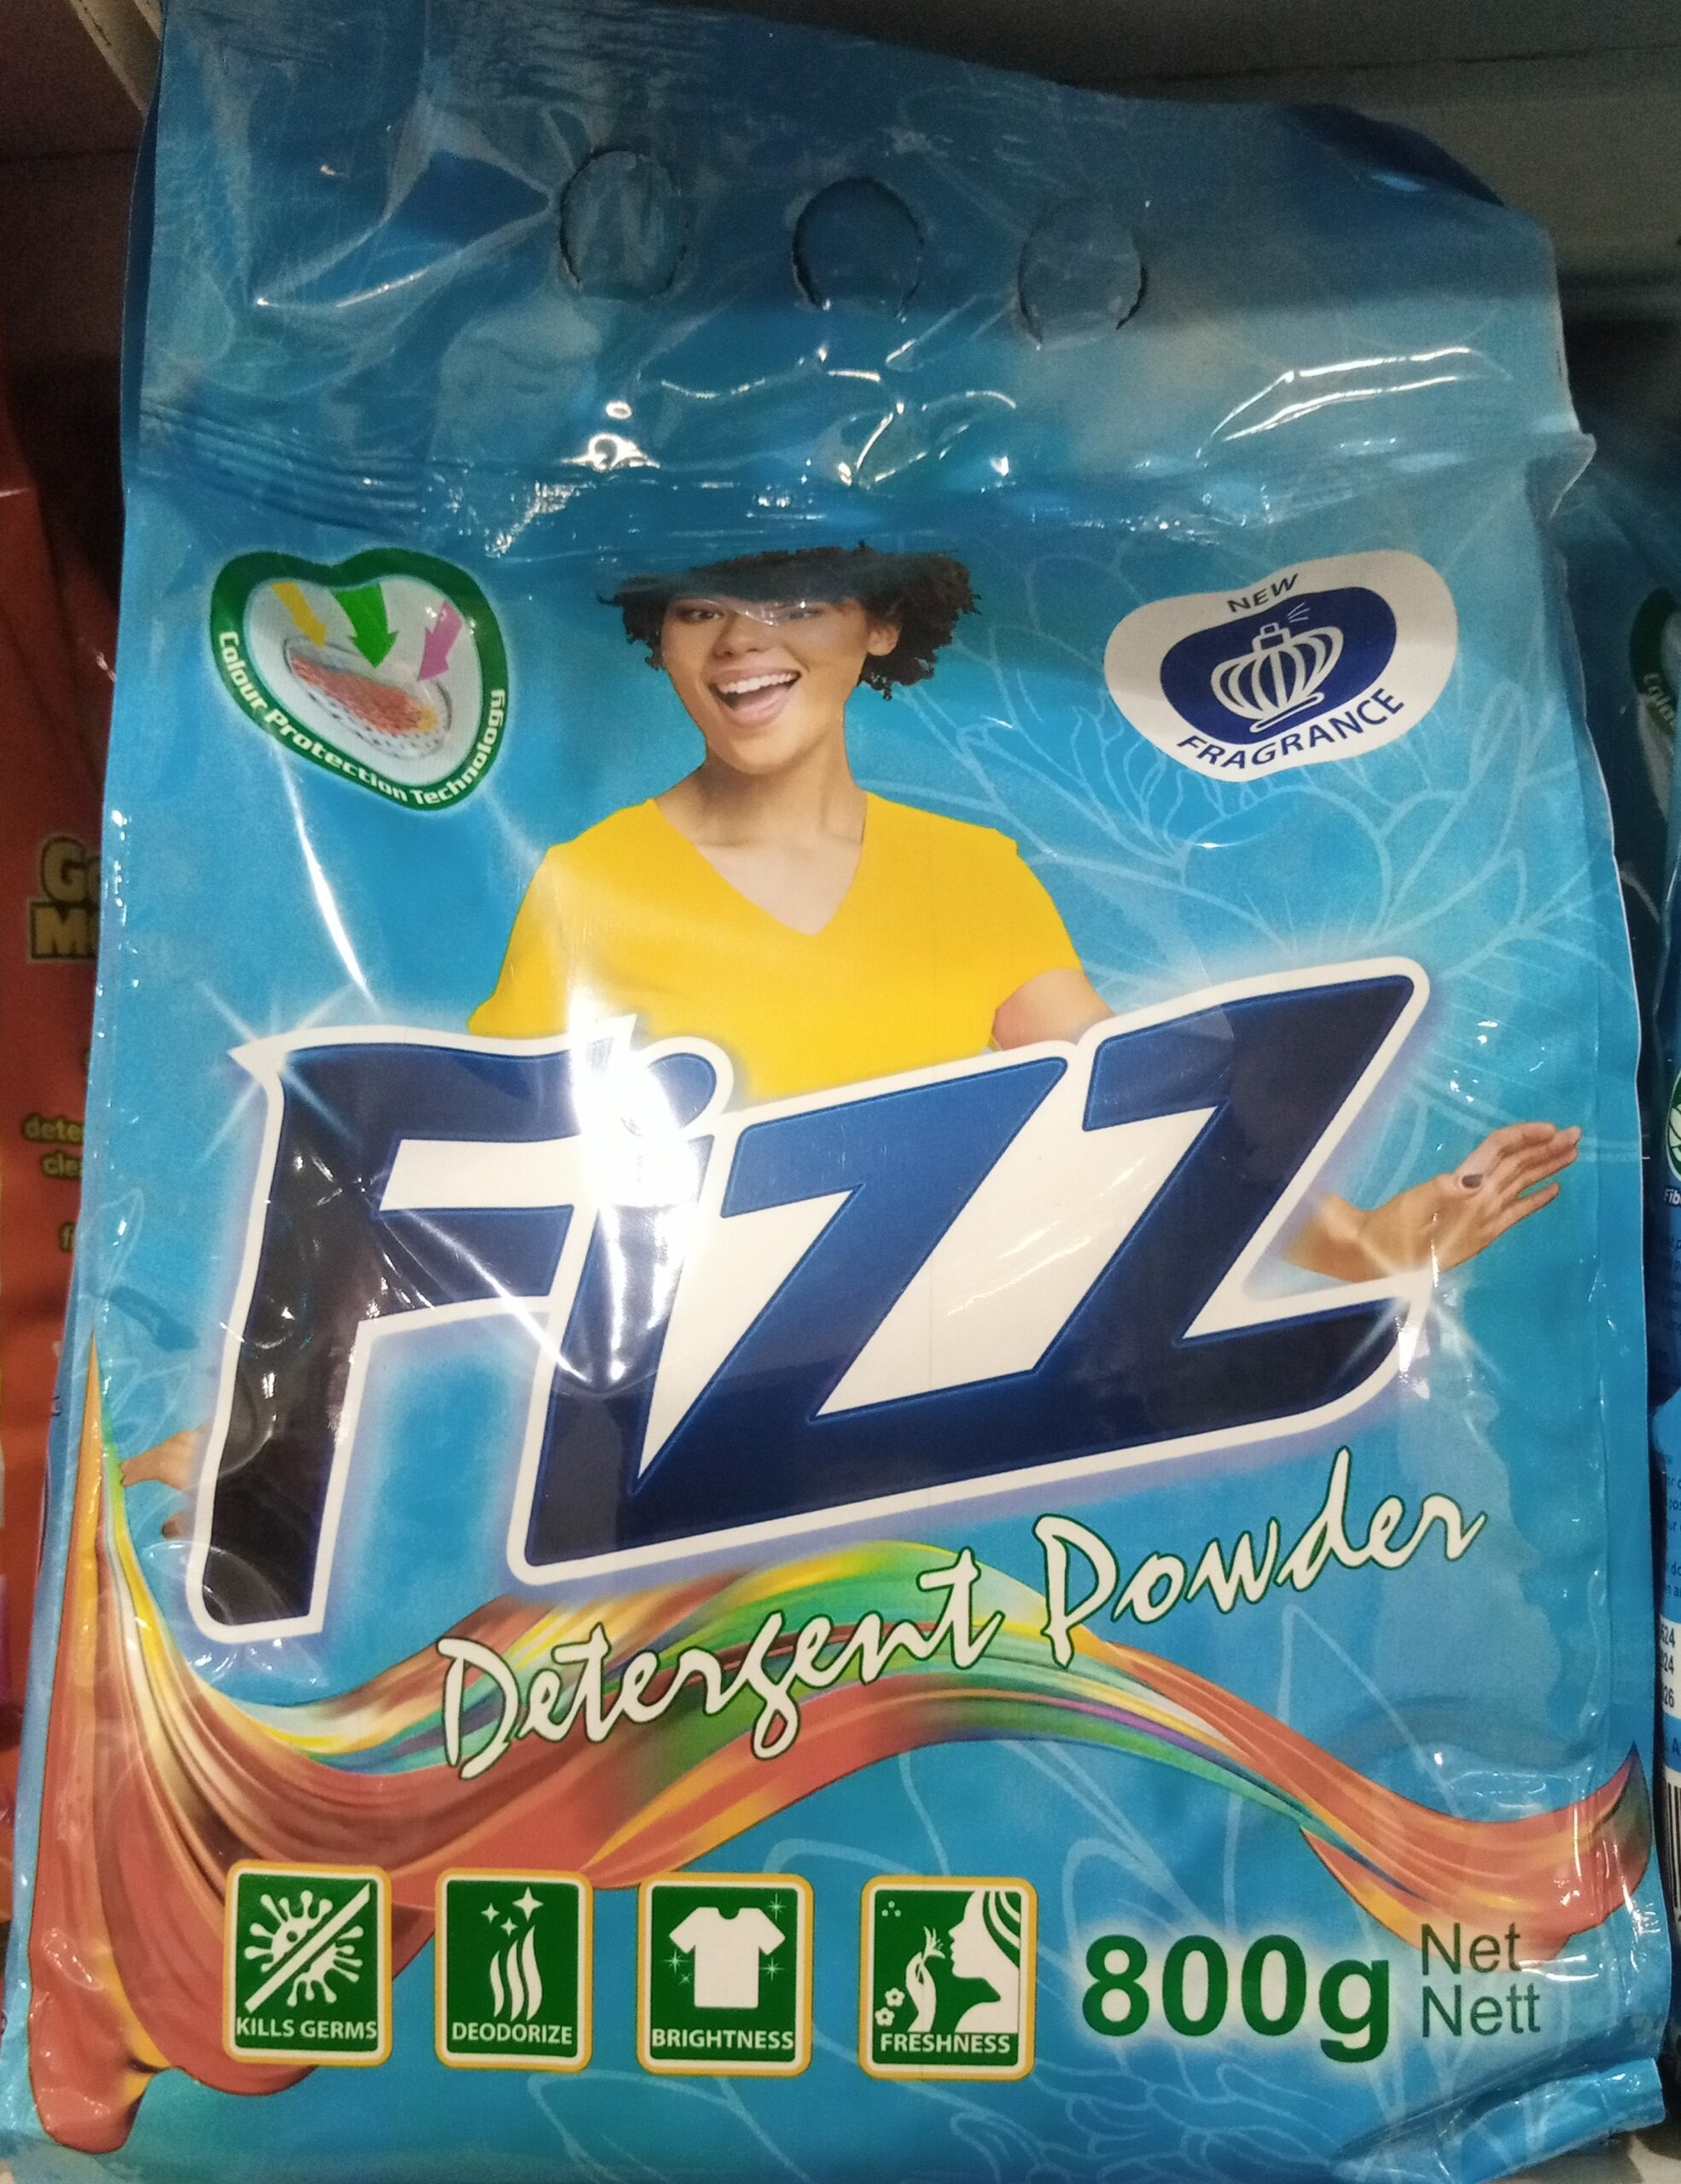 Colour Protection Technology
NEW
FRAGRANCE
Fizz
Detergent Powder
KILLS GERMS
DEODORIZE
BRIGHTNESS
FRESHNESS
800g
Net
Nett